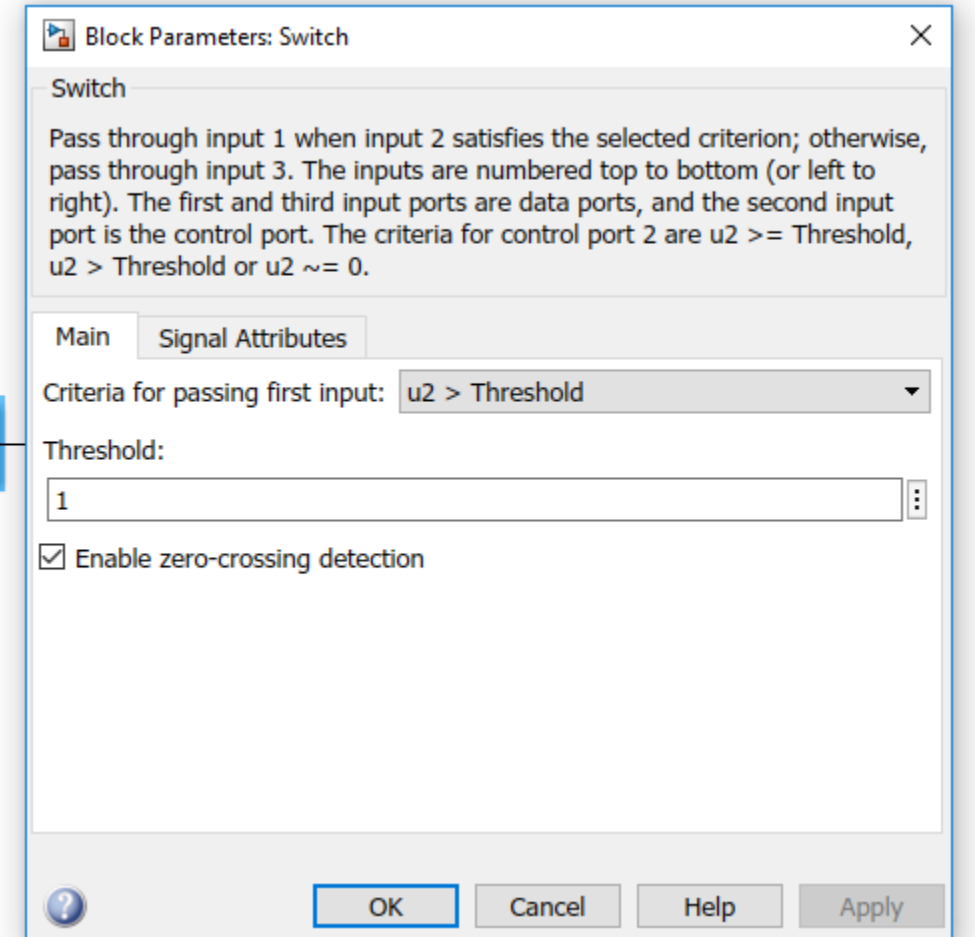 Block Parameters: Switch
Switch
Pass through input 1 when input 2 satisfies the selected criterion; otherwise,
pass through input 3. The inputs are numbered top to bottom (or left to
right). The first and third input ports are data ports, and the second input
port is the control port. The criteria for control port 2 are u2 >= Threshold,
u2 > Threshold or u2 ~= 0.
Main Signal Attributes
Criteria for passing first input: u2 > Threshold
Threshold:
1
Enable zero-crossing detection
OK Cancel Help Apply